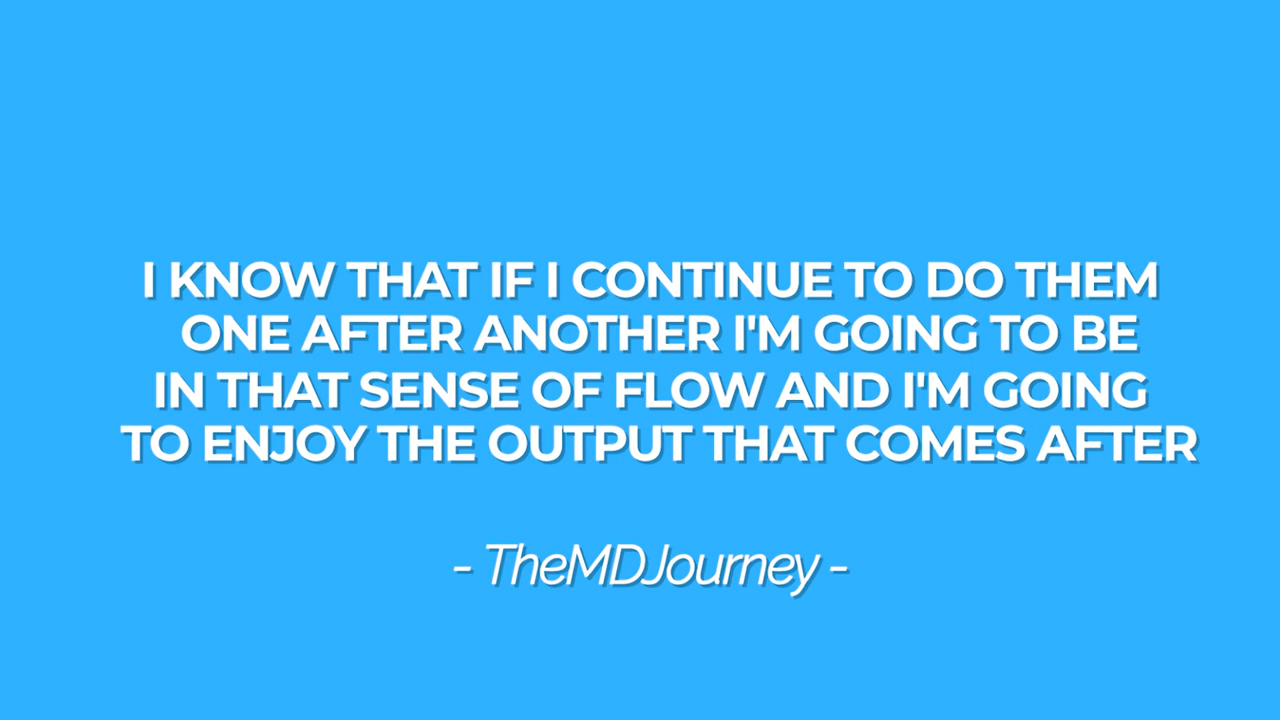 I KNOW THAT IF I CONTINUE TO DO THEM
ONE AFTER ANOTHER I'M GOING TO BE
IN THAT SENSE OF FLOW AND I'M GOING
TO ENJOY THE OUTPUT THAT COMES AFTER
- TheMDJourney -